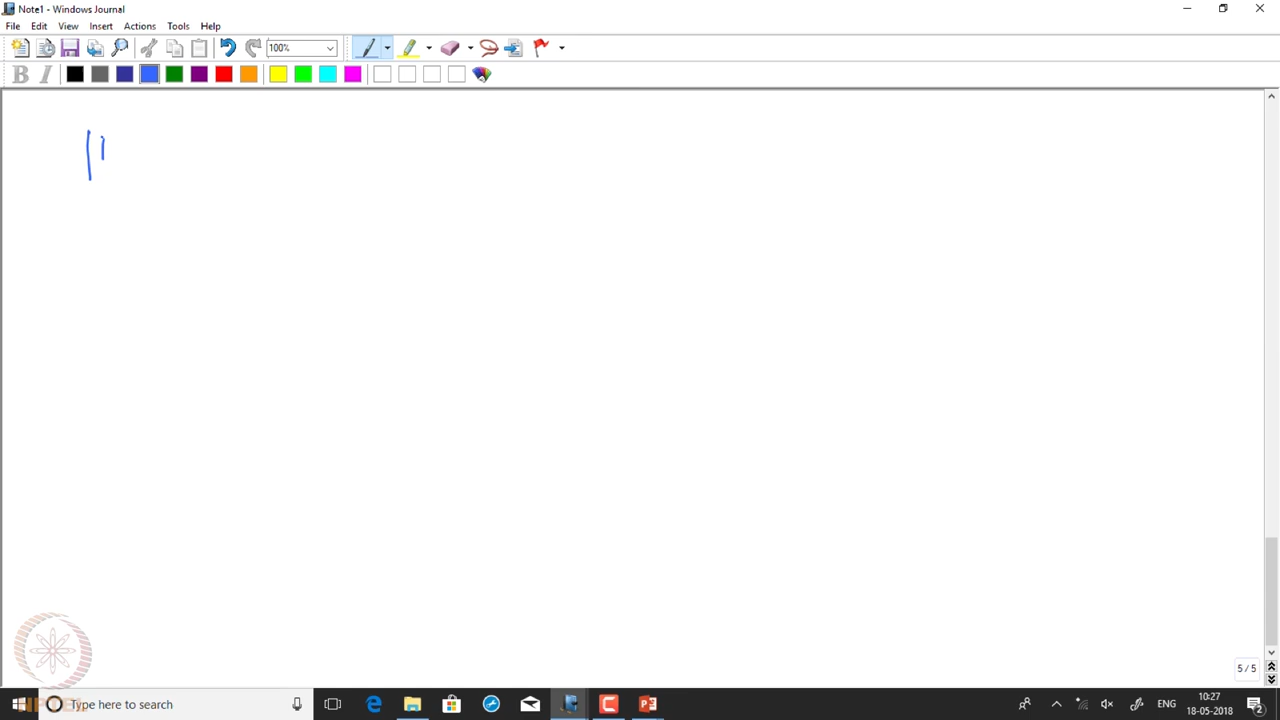 Note1 - Windows Journal
File Edit View Insert Actions Tools Help
100%
B I
5 / 5
Type here to search
ENG
10:27
18-05-2018
2